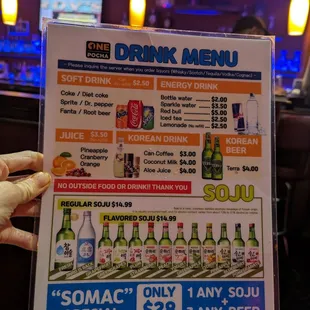 ONE POCHA
DRINK MENU
SOFT DRINK $2.50
Coke / Diet coke
Sprite / Dr. pepper
Fanta / Root beer
ENERGY DRINK
Bottle water $2.00
Sparkle water $3.50
Red bull $5.00
Iced tea $2.50
Lemonade $2.50
JUICE $3.50
Pineapple
Cranberry
Orange
KOREAN DRINK
Can Coffee $3.00
Coconut Milk $4.00
Aloe Juice $4.00
KOREAN BEER
Terra $4.00
NO OUTSIDE FOOD OR DRINK!! THANK YOU
SOJU
REGULAR SOJU $14.99
FLAVORED SOJU $14.99
"SOMAC"
ONLY
1 ANY SOJU
+